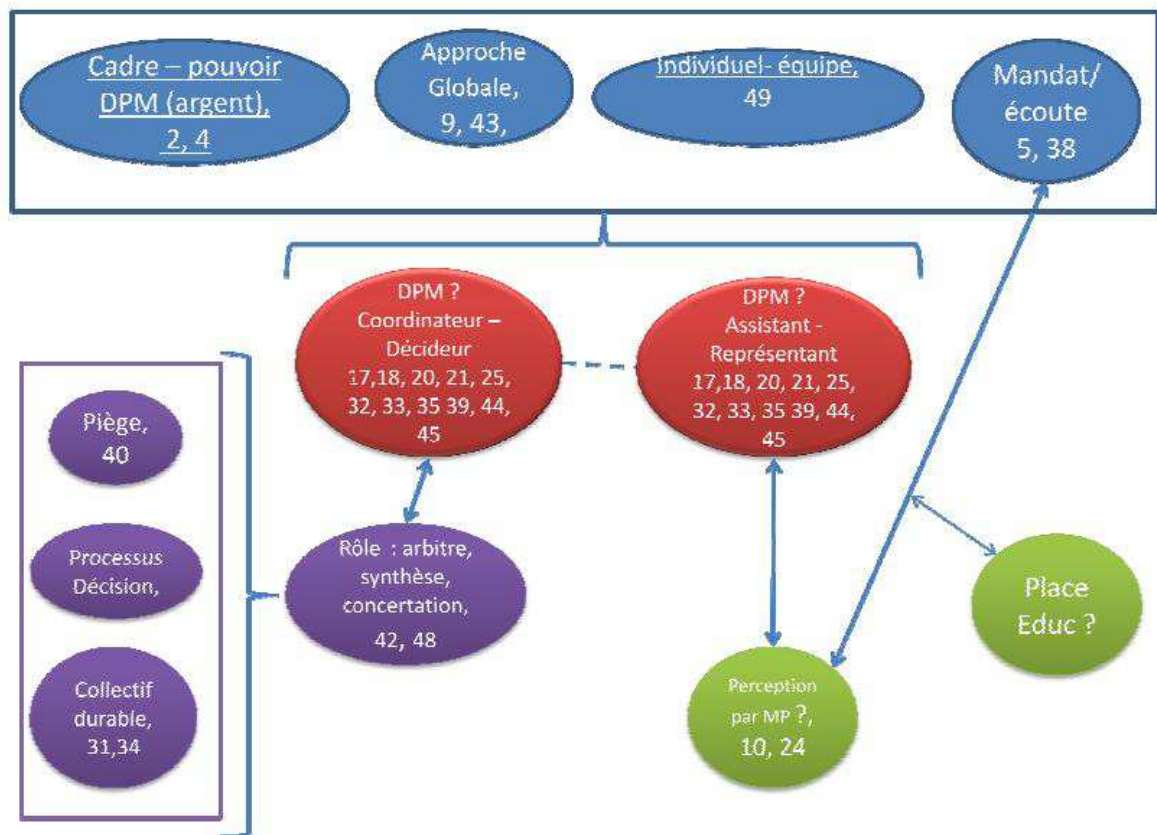 Cadre – pouvoir
DPM (argent),
2, 4
Approche
Globale,
9, 43,
Individuel- équipe,
49
Mandat/
écoute
5, 38
DPM ?
Coordinateur –
Décideur
17,18, 20, 21, 25,
32, 33, 35 39, 44,
45
DPM ?
Assistant -
Représentant
17,18, 20, 21, 25,
32, 33, 35 39, 44,
45
Piège,
40
Processus
Décision,
Collectif
durable,
31,34
Rôle : arbitre,
synthèse,
concertation,
42, 48
Perception
par MP ?,
10, 24
Place
Educ ?